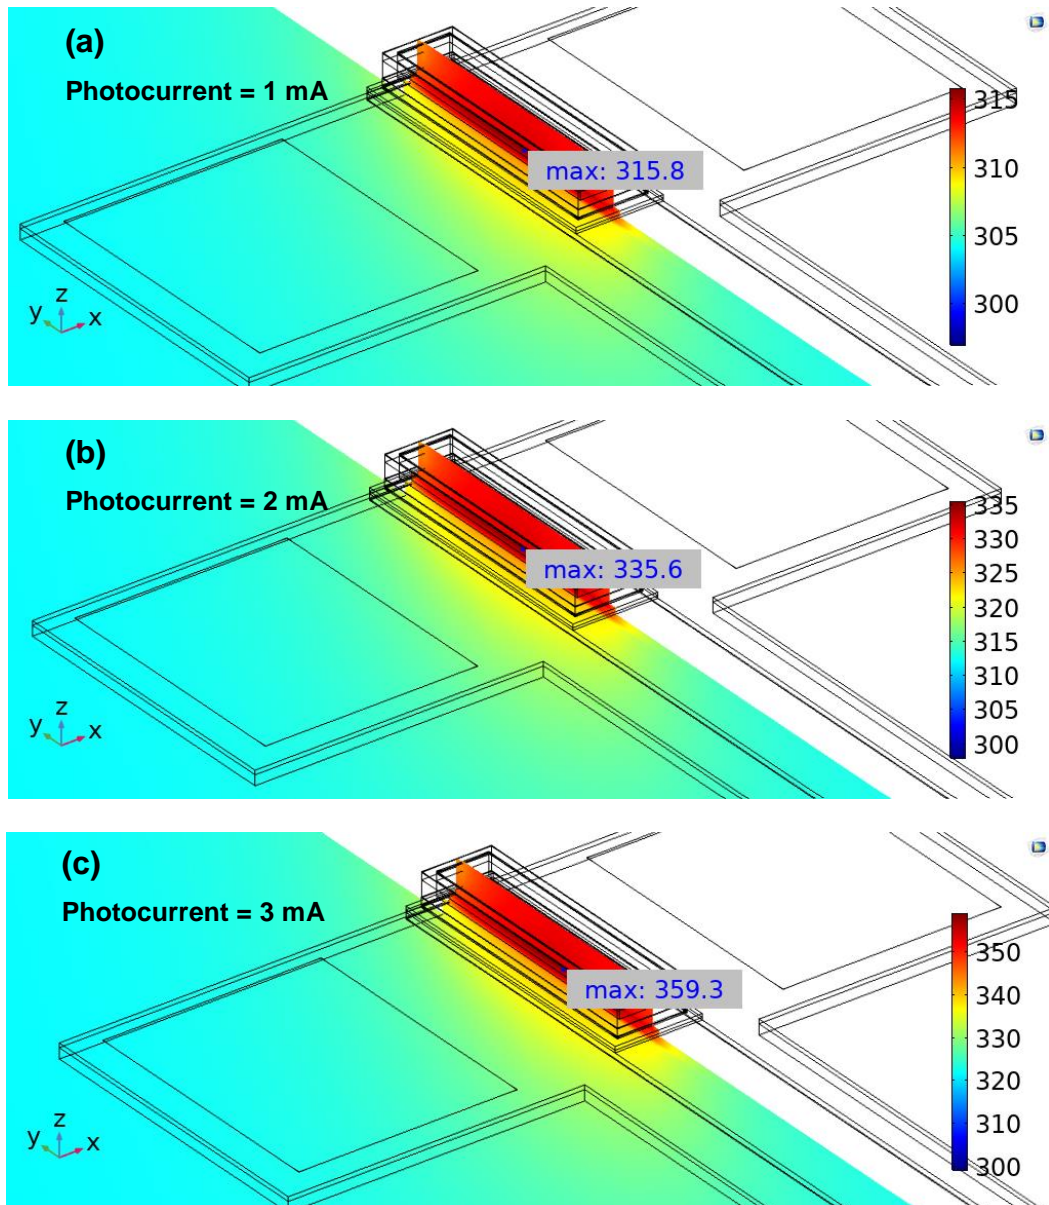 (a)
Photocurrent = 1 mA
max: 315.8
315
310
305
300
z
y
x
(b)
Photocurrent = 2 mA
max: 335.6
335
330
325
320
315
310
305
300
z
y
x
(c)
Photocurrent = 3 mA
max: 359.3
350
340
330
320
310
300
z
y
x